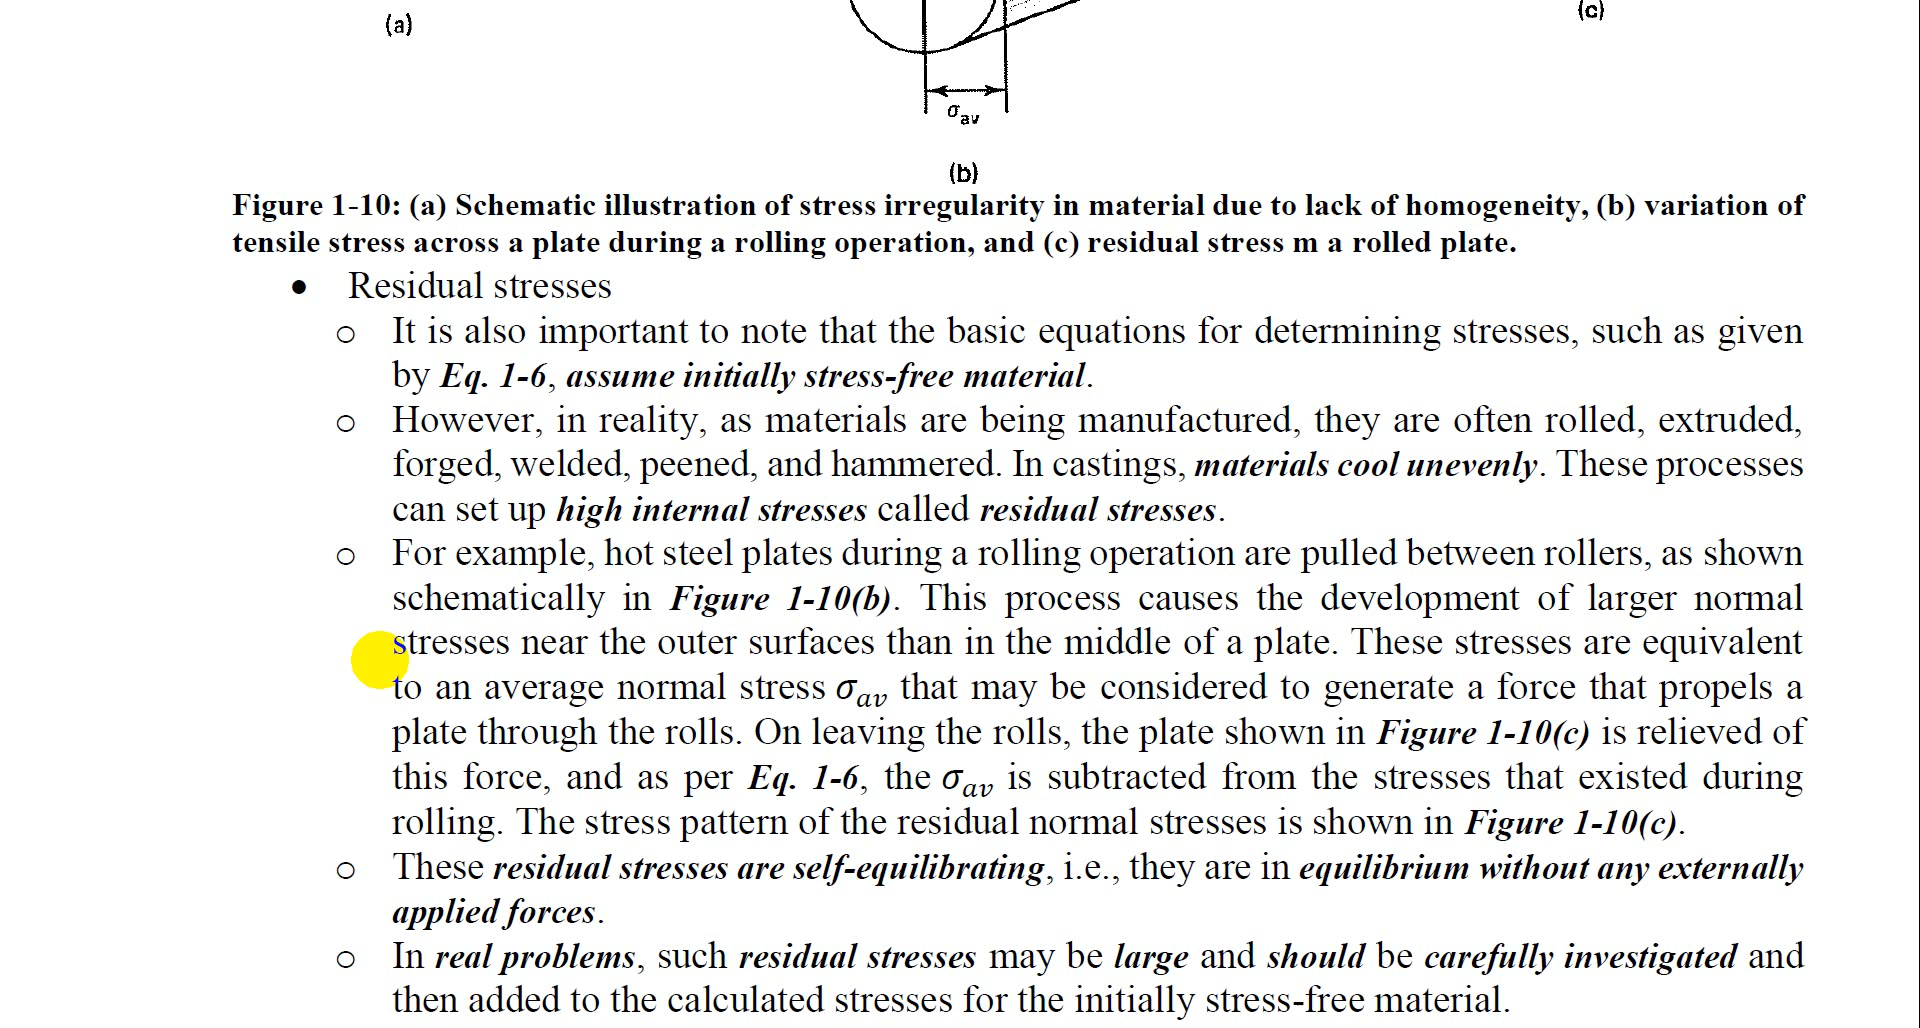 (a)
(c)
σav
(b)
Figure 1-10: (a) Schematic illustration of stress irregularity in material due to lack of homogeneity, (b) variation of
tensile stress across a plate during a rolling operation, and (c) residual stress m a rolled plate.
• Residual stresses
o It is also important to note that the basic equations for determining stresses, such as given
by Eq. 1-6, assume initially stress-free material.
o However, in reality, as materials are being manufactured, they are often rolled, extruded,
forged, welded, peened, and hammered. In castings, materials cool unevenly. These processes
can set up high internal stresses called residual stresses.
o For example, hot steel plates during a rolling operation are pulled between rollers, as shown
schematically in Figure 1-10(b). This process causes the development of larger normal
stresses near the outer surfaces than in the middle of a plate. These stresses are equivalent
to an average normal stress σav that may be considered to generate a force that propels a
plate through the rolls. On leaving the rolls, the plate shown in Figure 1-10(c) is relieved of
this force, and as per Eq. 1-6, the σav is subtracted from the stresses that existed during
rolling. The stress pattern of the residual normal stresses is shown in Figure 1-10(c).
o These residual stresses are self-equilibrating, i.e., they are in equilibrium without any externally
applied forces.
o In real problems, such residual stresses may be large and should be carefully investigated and
then added to the calculated stresses for the initially stress-free material.